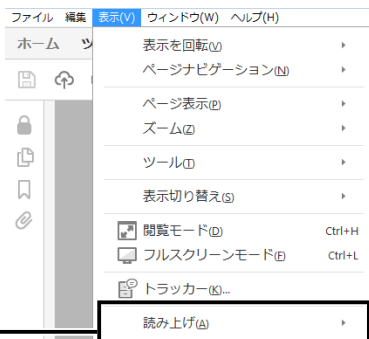 ファイル 編集 表示(V) ウィンドウ(W) ヘルプ(H)
ホーム ツ
表示を回転(V)
ページナビゲーション(N)
ページ表示(P)
ズーム(Z)
ツール(T)
表示切り替え(S)
閲覧モード(D) Ctrl+H
フルスクリーンモード(F) Ctrl+L
トラッカー(K)...
読み上げ(A)